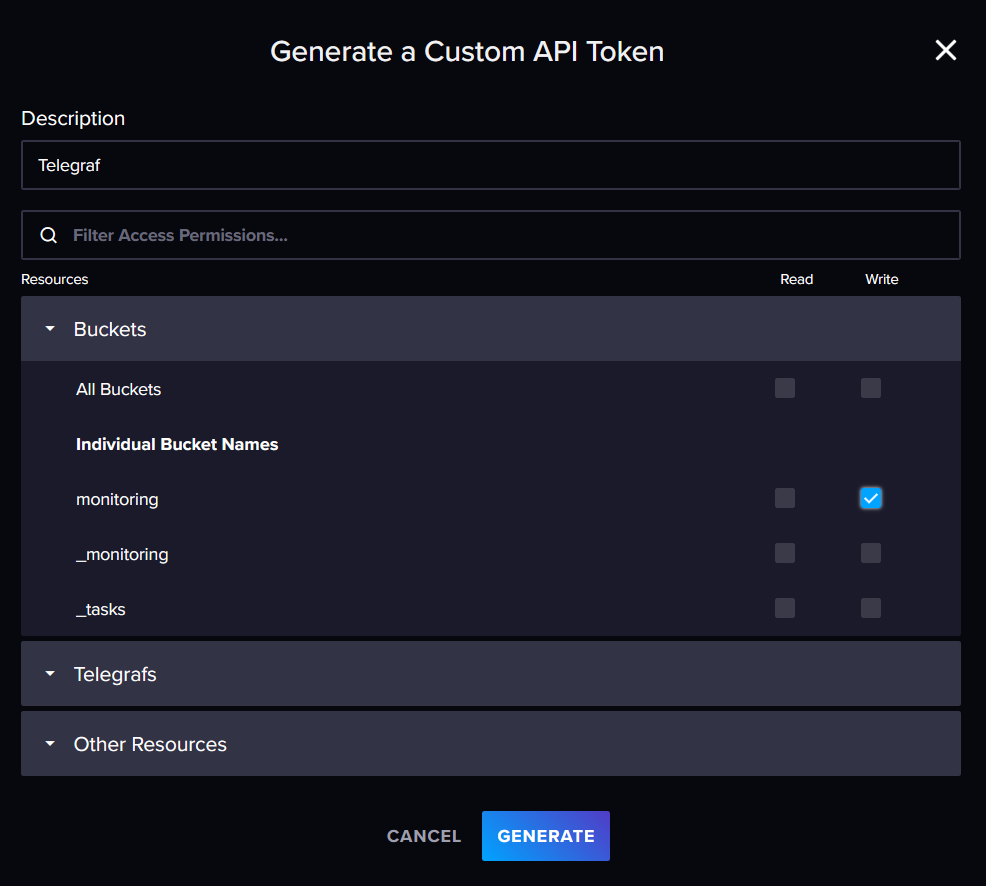 Generate a Custom API Token
Description
Telegraf
Filter Access Permissions...
Resources Read Write
Buckets
All Buckets
Individual Bucket Names
monitoring
_monitoring
_tasks
Telegrafs
Other Resources
CANCEL GENERATE